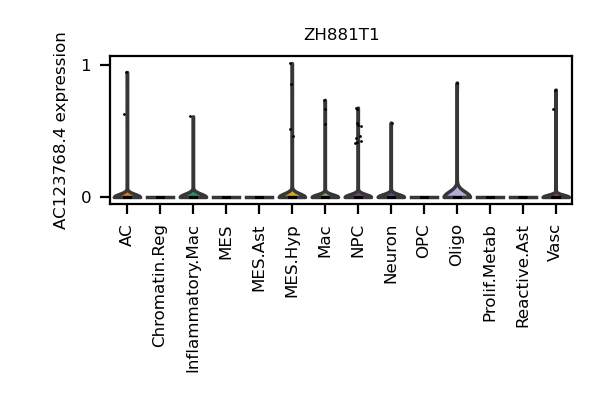 ZH881T1
AC123768.4 expression
1
0
AC
Chromatin.Reg
Inflammatory.Mac
MES
MES.Ast
MES.Hyp
Mac
NPC
Neuron
OPC
Oligo
Prolif.Metab
Reactive.Ast
Vasc